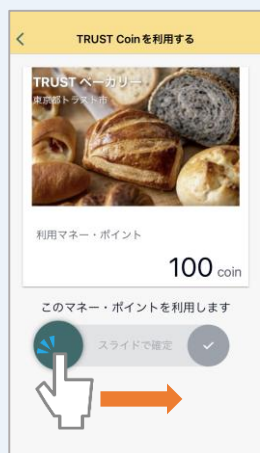 TRUST Coinを利用する
TRUST ベーカリー
東京都トラスト市
利用マネー・ポイント
100 coin
このマネー・ポイントを利用します
スライドで確定